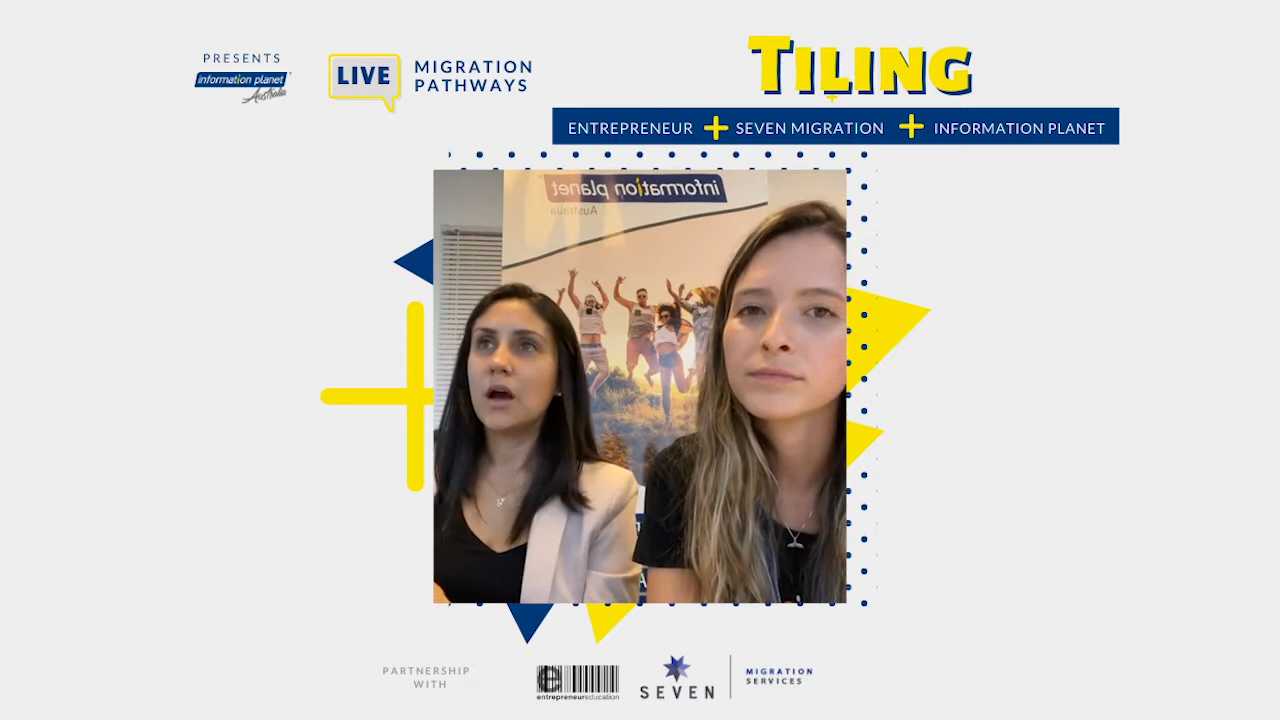 PRESENTS
information planet
Australia
LIVE
MIGRATION
PATHWAYS
TILING
ENTREPRENEUR + SEVEN MIGRATION + INFORMATION PLANET
information planet
Australia
PARTNERSHIP
WITH
e
entrepreneureducation
SEVEN
MIGRATION
SERVICES